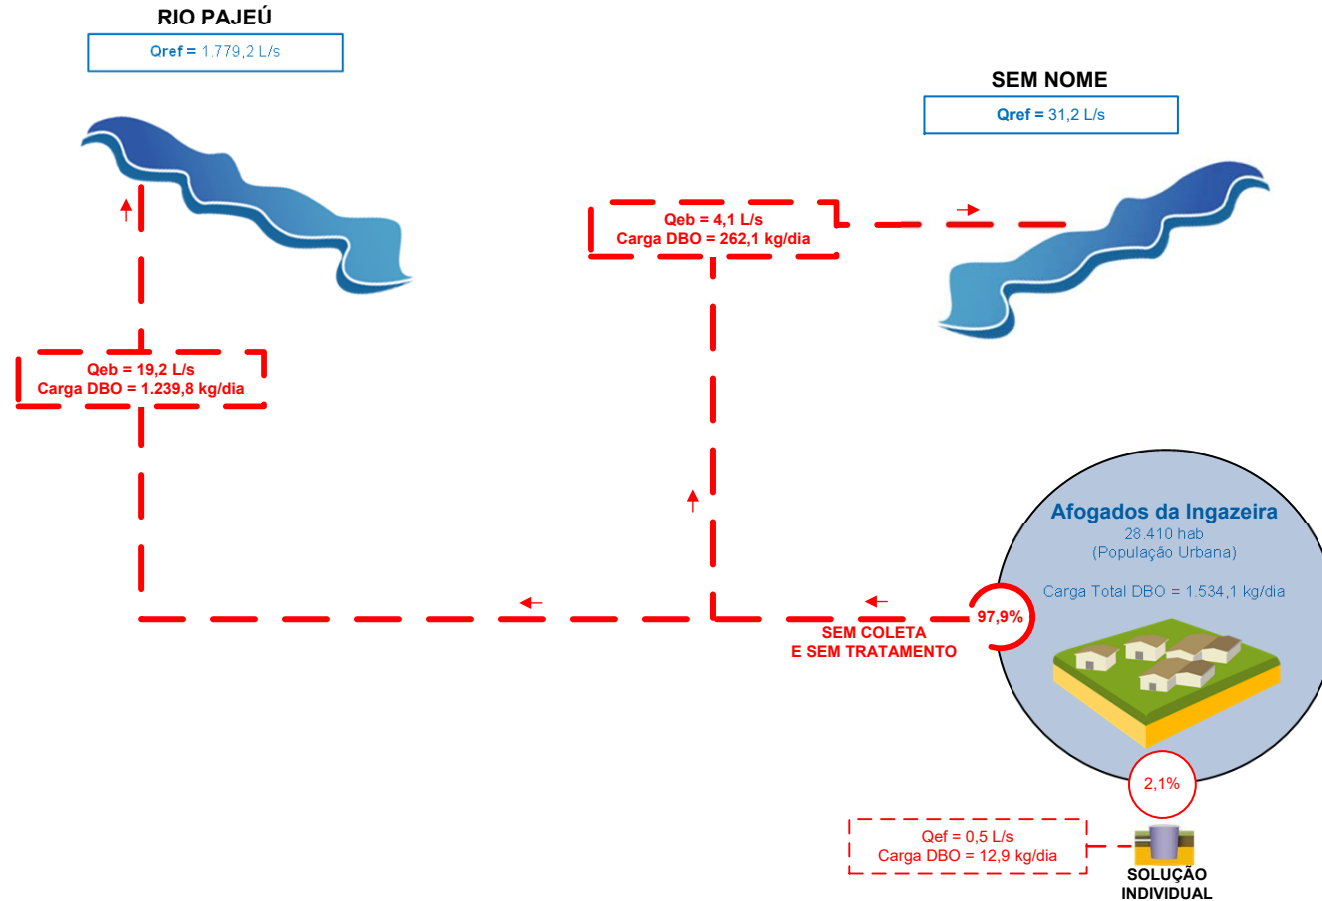 RIO PAJEÚ
Qref = 1.779,2 L/s
SEM NOME
Qref = 31,2 L/s
Qeb = 4,1 L/s
Carga DBO = 262,1 kg/dia
Qeb = 19,2 L/s
Carga DBO = 1.239,8 kg/dia
Afogados da Ingazeira
28.410 hab
(População Urbana)
Carga Total DBO = 1.534,1 kg/dia
97,9%
SEM COLETA
E SEM TRATAMENTO
2,1%
Qef = 0,5 L/s
Carga DBO = 12,9 kg/dia
SOLUÇÃO
INDIVIDUAL